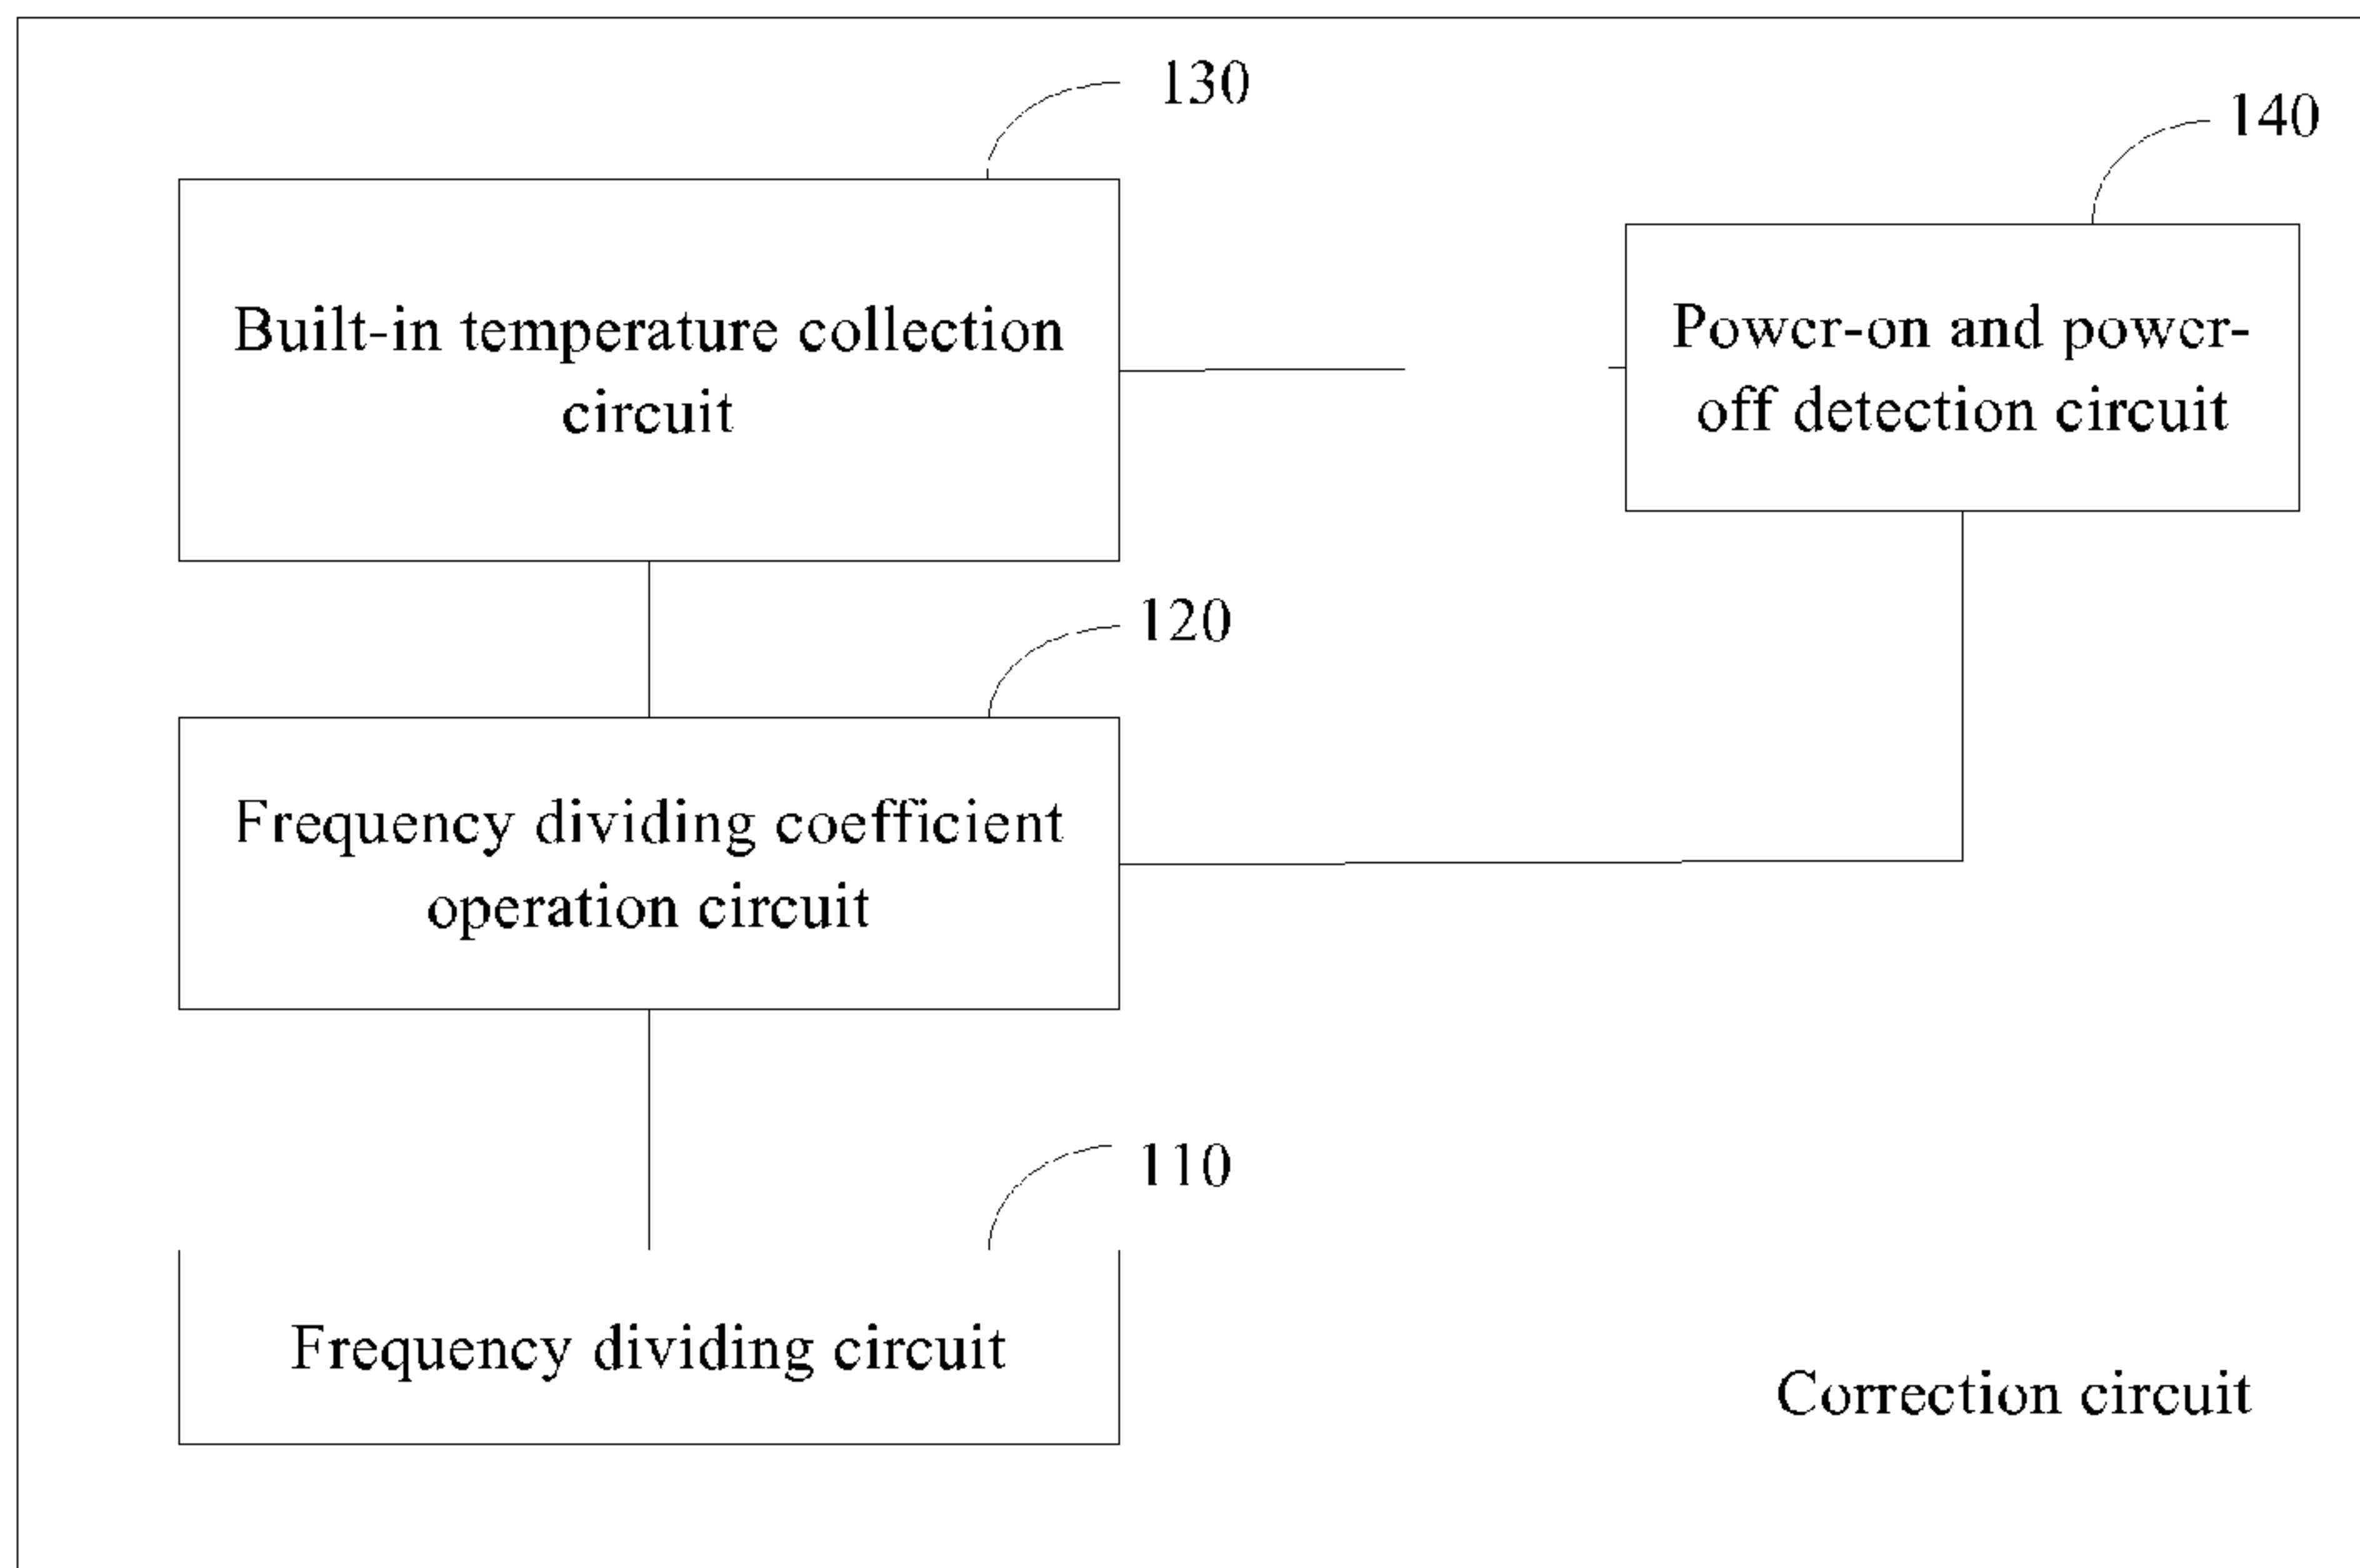 130
140
Built-in temperature collection
circuit
Power-on and power-
off detection circuit
120
Frequency dividing coefficient
operation circuit
110
Frequency dividing circuit
Correction circuit